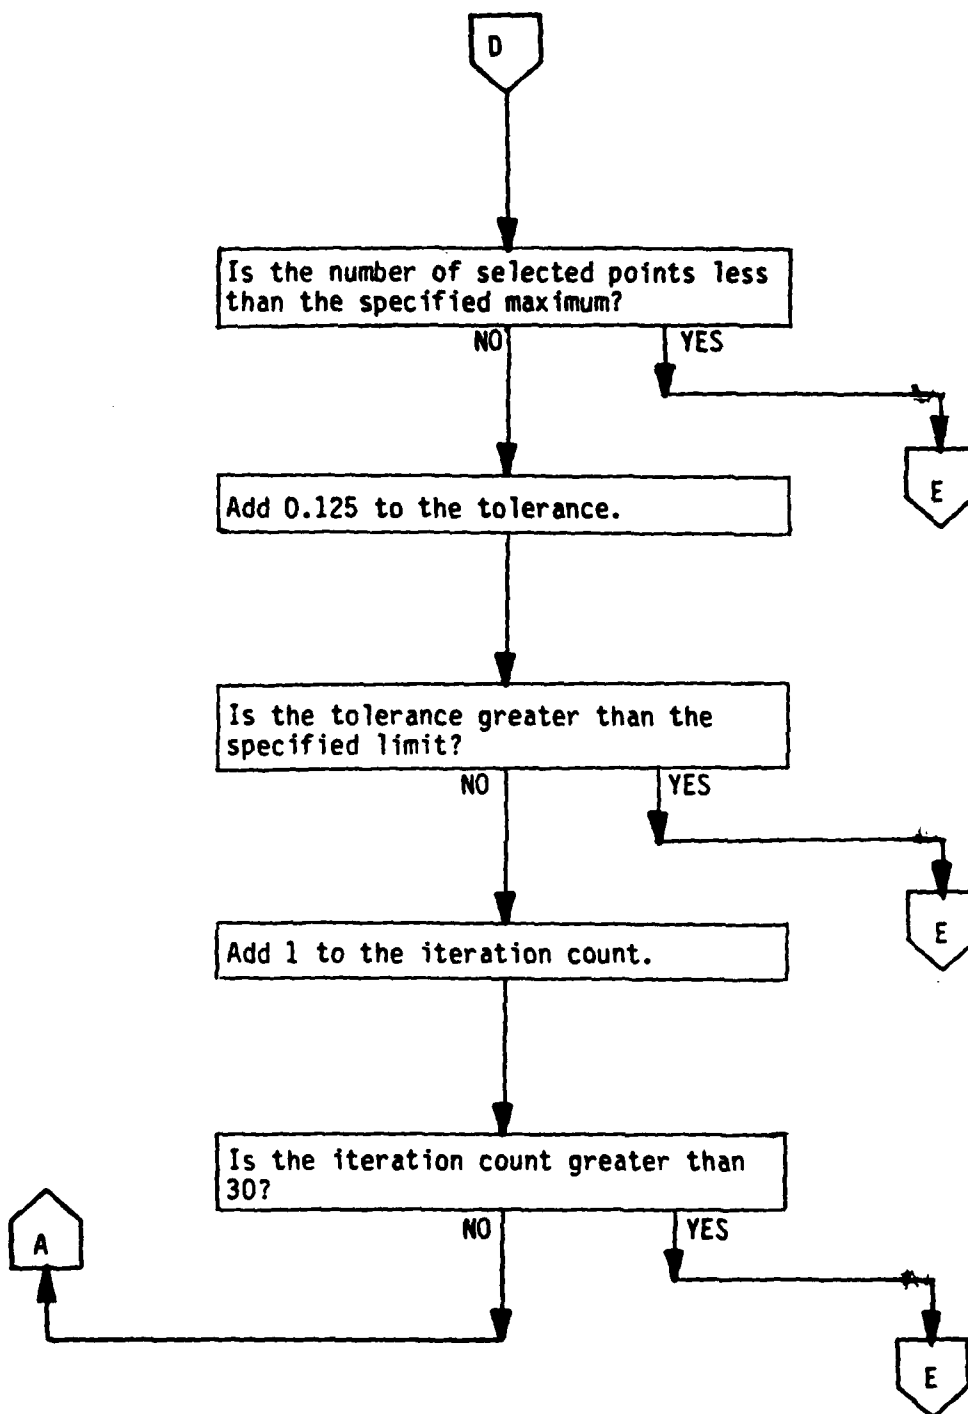 D
Is the number of selected points less
than the specified maximum?
NO
YES
E
Add 0.125 to the tolerance.
Is the tolerance greater than the
specified limit?
NO
YES
E
Add 1 to the iteration count.
Is the iteration count greater than
30?
NO
YES
A
E